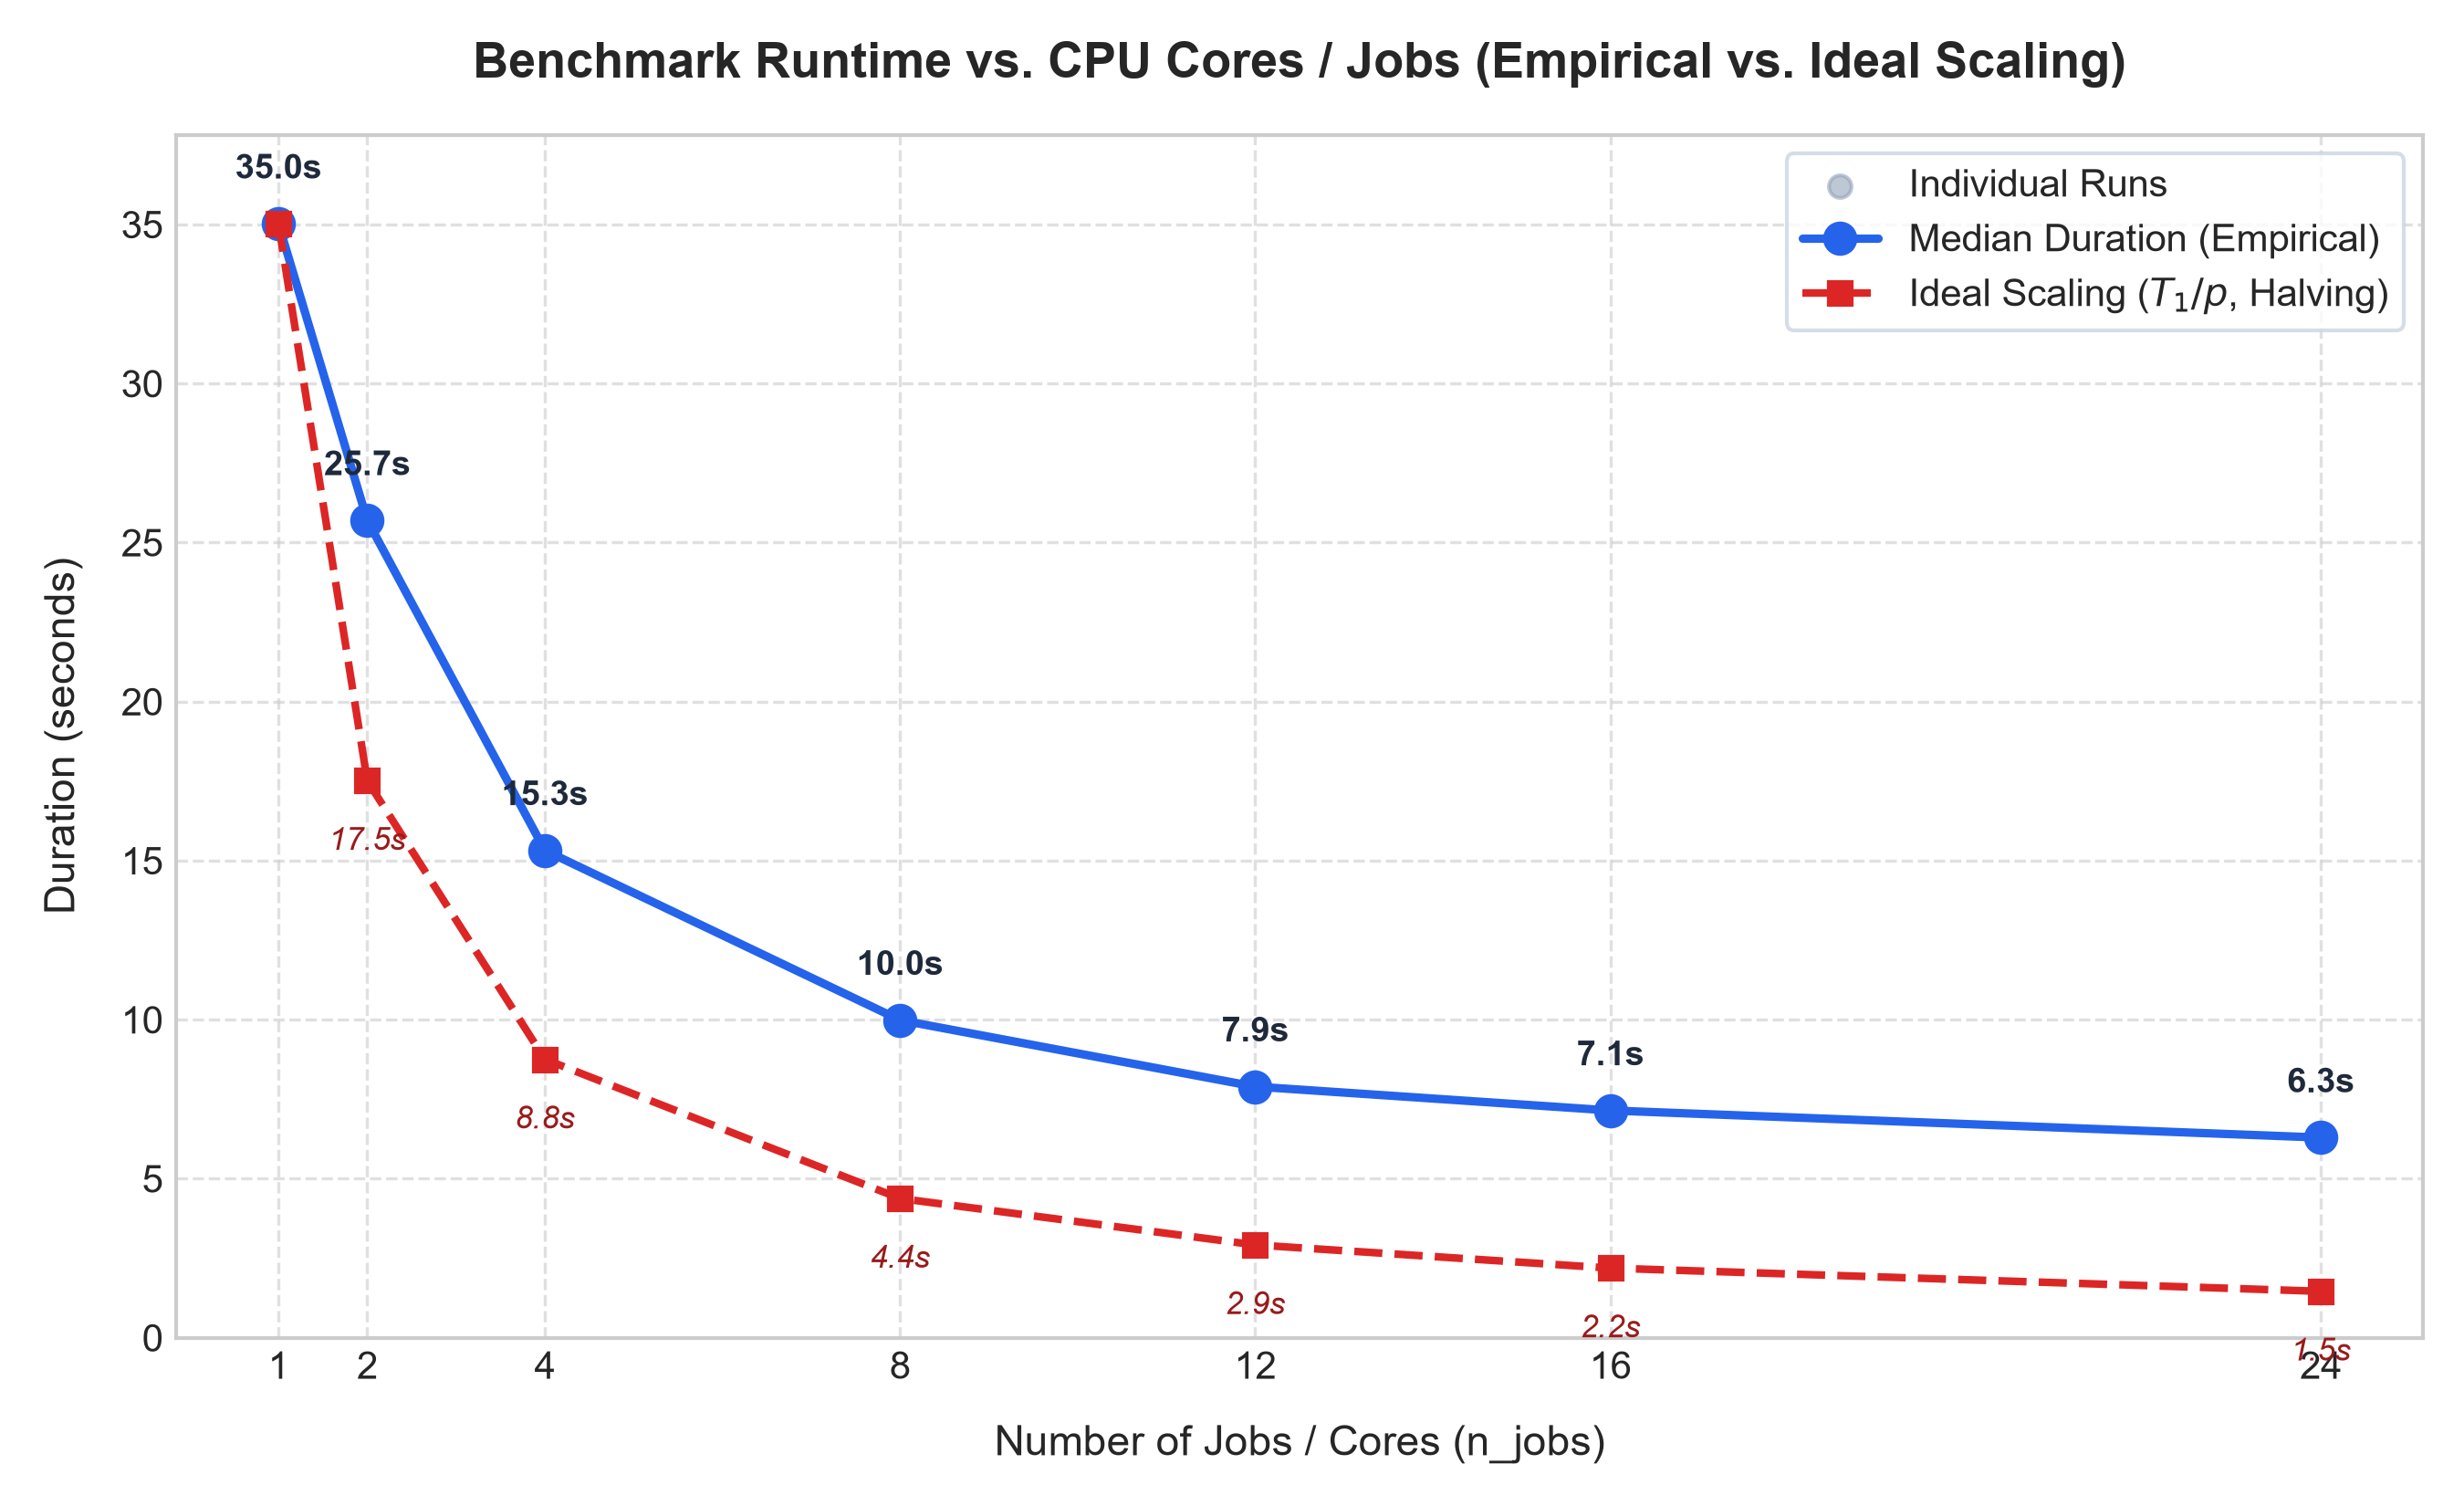 Benchmark Runtime vs. CPU Cores / Jobs (Empirical vs. Ideal Scaling)
Individual Runs
Median Duration (Empirical)
Ideal Scaling (T₁/p, Halving)
Duration (seconds)
35
30
25
20
15
10
5
0
35.0s
25.7s
15.3s
10.0s
7.9s
7.1s
6.3s
17.5s
8.8s
4.4s
2.9s
2.2s
1.5s
1 2 4 8 12 16 24
Number of Jobs / Cores (n_jobs)